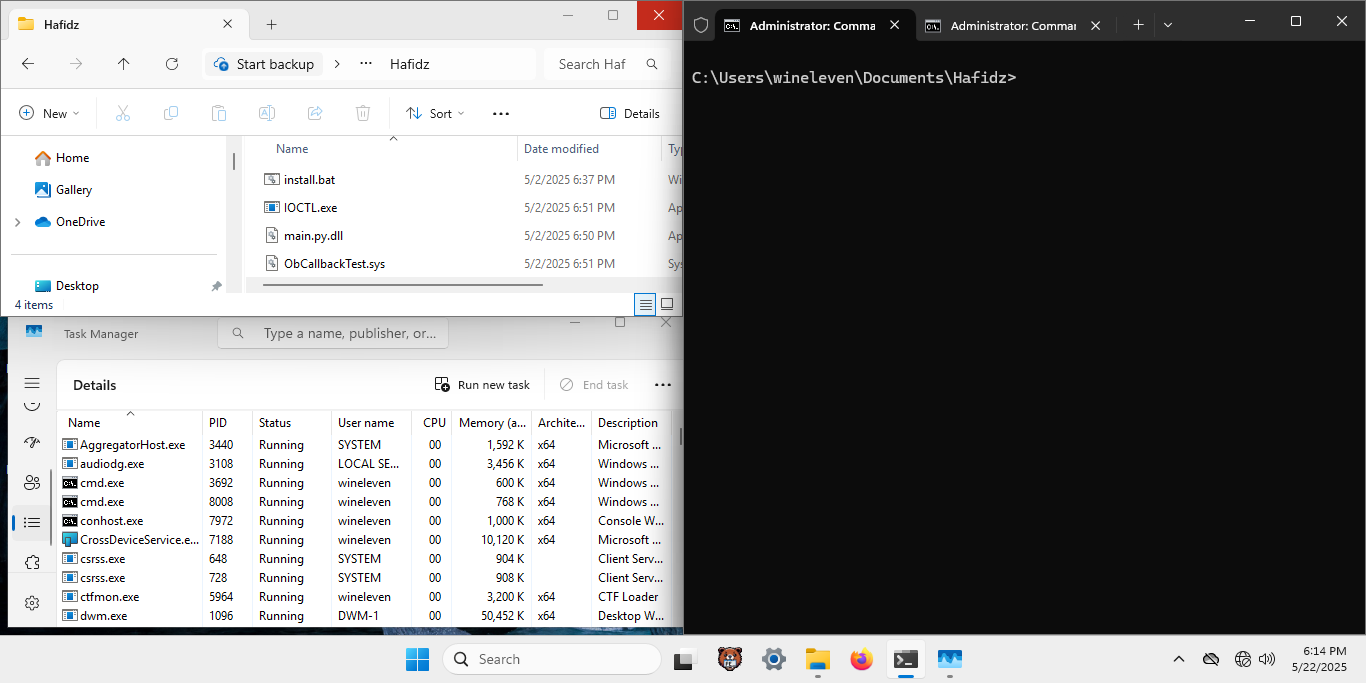 Hafidz
Start backup
Hafidz
Search Haf
New
Sort
Details
Home
Gallery
OneDrive
Desktop
Name
Date modified
install.bat
5/2/2025 6:37 PM
IOCTL.exe
5/2/2025 6:51 PM
main.py.dll
5/2/2025 6:50 PM
ObCallbackTest.sys
5/2/2025 6:51 PM
4 items
Task Manager
Type a name, publisher, or...
Details
Run new task
End task
Name PID Status User name CPU Memory (a... Archite... Description
AggregatorHost.exe 3440 Running SYSTEM 00 1,592 K x64 Microsoft ...
audiodg.exe 3108 Running LOCAL SE... 00 3,456 K x64 Windows ...
cmd.exe 3692 Running wineleven 00 600 K x64 Windows ...
cmd.exe 8008 Running wineleven 00 768 K x64 Windows ...
conhost.exe 7972 Running wineleven 00 1,000 K x64 Console W...
CrossDeviceService.e... 7188 Running wineleven 00 10,120 K x64 Microsoft ...
csrss.exe 648 Running SYSTEM 00 904 K Client Serv...
csrss.exe 728 Running SYSTEM 00 908 K Client Serv...
ctfmon.exe 5964 Running wineleven 00 3,200 K x64 CTF Loader
dwm.exe 1096 Running DWM-1 00 50,452 K x64 Desktop W...
Administrator: Comma
Administrator: Commar
C:\Users\wineleven\Documents\Hafidz>
Search
6:14 PM
5/22/2025